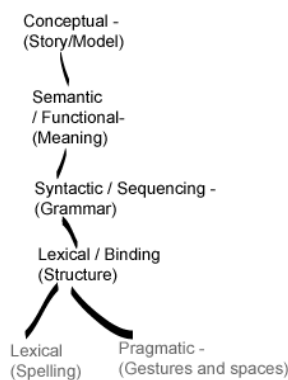 Conceptual -
(Story/Model)
Semantic
/ Functional-
(Meaning)
Syntactic / Sequencing -
(Grammar)
Lexical / Binding
(Structure)
Lexical
(Spelling)
Pragmatic -
(Gestures and spaces)